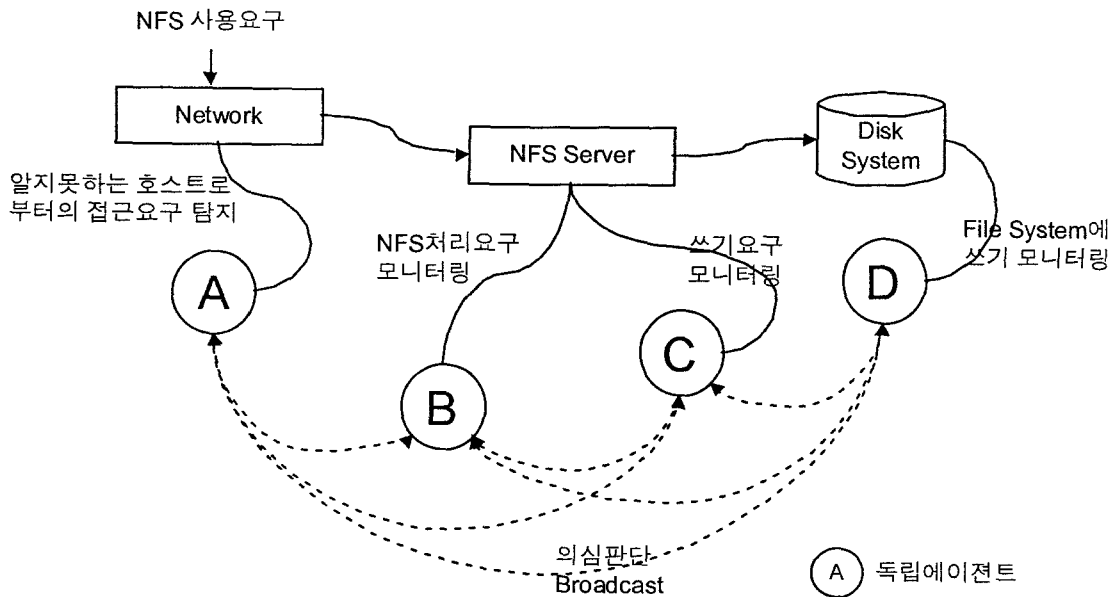 NFS 사용요구
Network
NFS Server
Disk
System
알지못하는 호스트로
부터의 접근요구 탐지
NFS처리요구
모니터링
쓰기요구
모니터링
File System에
쓰기 모니터링
A
B
C
D
의심판단
Broadcast
A 독립에이젼트